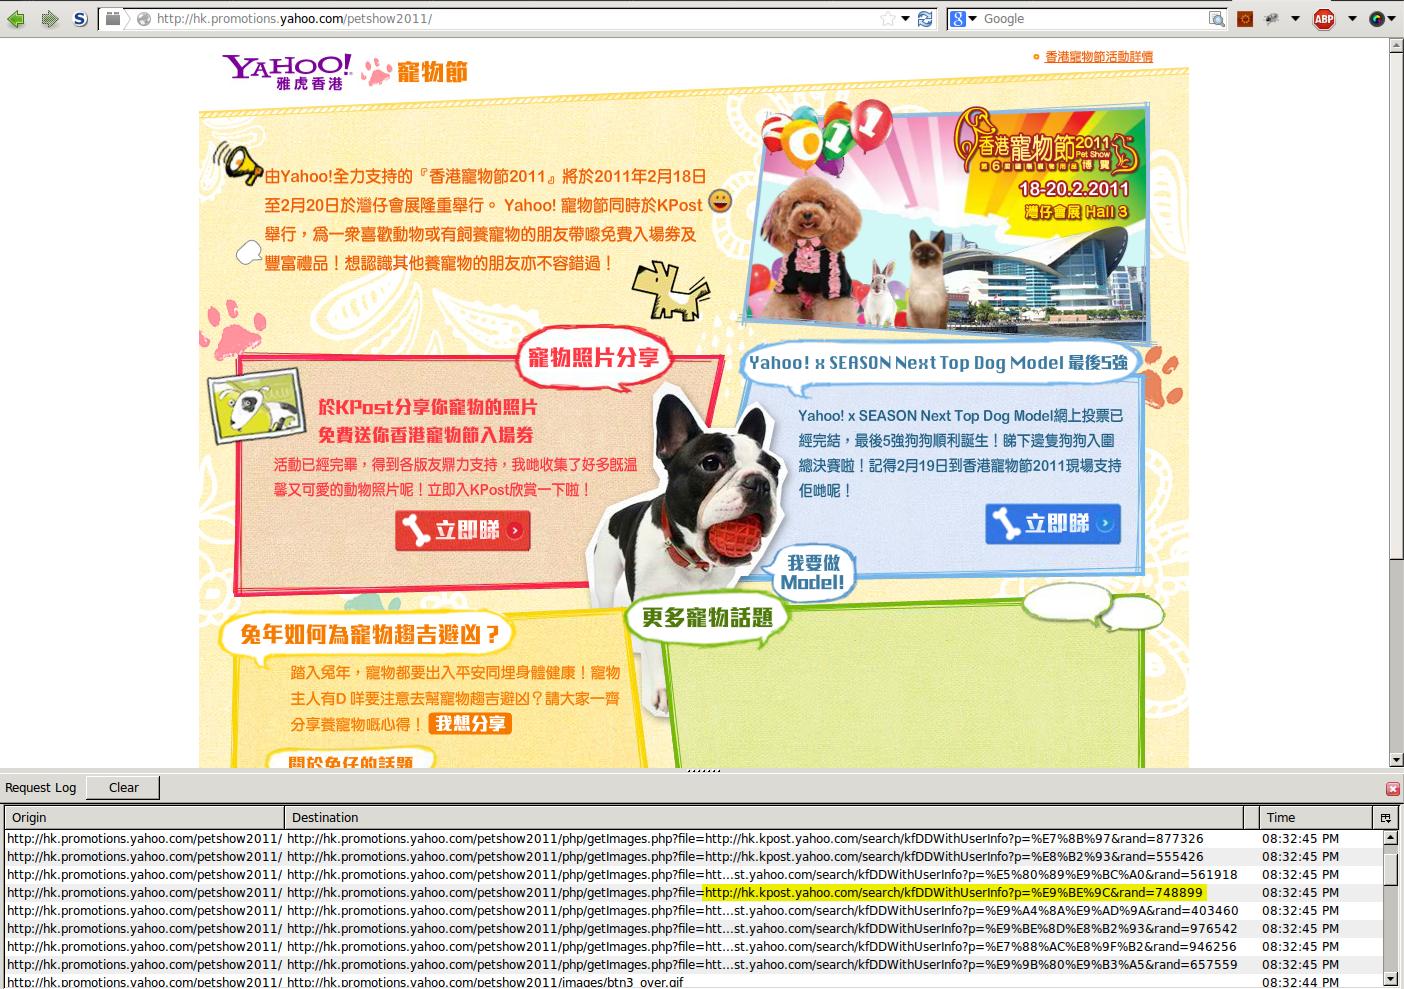 http://hk.promotions.yahoo.com/petshow2011/
Google
ABP
YAHOO!
雅虎香港
寵物節
香港寵物節活動詳情
由Yahoo!全力支持的『香港寵物節2011』將於2011年2月18日
至2月20日於灣仔會展隆重舉行。 Yahoo! 寵物節同時於KPost
舉行，爲一衆喜歡動物或有飼養寵物的朋友帶嚟免費入場券及
豐富禮品！想認識其他養寵物的朋友亦不容錯過！
2011
香港寵物節2011
Pet Show
18-20.2.2011
灣仔會展 Hall 3
寵物照片分享
於KPost分享你寵物的照片
免費送你香港寵物節入場券
活動已經完畢，得到各版友鼎力支持，我哋收集了好多嘅溫
馨又可愛的動物照片呢！立即入KPost欣賞一下啦！
立即睇
Yahoo! x SEASON Next Top Dog Model 最後5強
Yahoo! x SEASON Next Top Dog Model網上投票已
經完結，最後5強狗狗順利誕生！睇下邊隻狗狗入圍
總決賽啦！記得2月19日到香港寵物節2011現場支持
佢哋呢！
立即睇
我要做
Model!
兔年如何為寵物趨吉避凶？
踏入兔年，寵物都要出入平安同埋身體健康！寵物
主人有D 咩要注意去幫寵物趨吉避凶？請大家一齊
分享養寵物嘅心得！ 我想分享
關於兔仔的話題
更多寵物話題
Request Log Clear
Origin Destination Time
http://hk.promotions.yahoo.com/petshow2011/ http://hk.promotions.yahoo.com/petshow2011/php/getImages.php?file=http://hk.kpost.yahoo.com/search/kfDDWithUserInfo?p=%E7%8B%97&rand=877326 08:32:45 PM
http://hk.promotions.yahoo.com/petshow2011/ http://hk.promotions.yahoo.com/petshow2011/php/getImages.php?file=http://hk.kpost.yahoo.com/search/kfDDWithUserInfo?p=%E8%B2%93&rand=555426 08:32:45 PM
http://hk.promotions.yahoo.com/petshow2011/ http://hk.promotions.yahoo.com/petshow2011/php/getImages.php?file=htt...st.yahoo.com/search/kfDDWithUserInfo?p=%E5%80%89%E9%BC%A0&rand=561918 08:32:45 PM
http://hk.promotions.yahoo.com/petshow2011/ http://hk.promotions.yahoo.com/petshow2011/php/getImages.php?file=http://hk.kpost.yahoo.com/search/kfDDWithUserInfo?p=%E9%BE%9C&rand=748899 08:32:45 PM
http://hk.promotions.yahoo.com/petshow2011/ http://hk.promotions.yahoo.com/petshow2011/php/getImages.php?file=htt...st.yahoo.com/search/kfDDWithUserInfo?p=%E9%A4%8A%E9%AD%9A&rand=403460 08:32:45 PM
http://hk.promotions.yahoo.com/petshow2011/ http://hk.promotions.yahoo.com/petshow2011/php/getImages.php?file=htt...st.yahoo.com/search/kfDDWithUserInfo?p=%E9%BE%8D%E8%B2%93&rand=976542 08:32:45 PM
http://hk.promotions.yahoo.com/petshow2011/ http://hk.promotions.yahoo.com/petshow2011/php/getImages.php?file=htt...st.yahoo.com/search/kfDDWithUserInfo?p=%E7%88%AC%E8%9F%B2&rand=946256 08:32:45 PM
http://hk.promotions.yahoo.com/petshow2011/ http://hk.promotions.yahoo.com/petshow2011/php/getImages.php?file=htt...st.yahoo.com/search/kfDDWithUserInfo?p=%E9%9B%80%E9%B3%A5&rand=657559 08:32:45 PM
http://hk.promotions.yahoo.com/petshow2011/ http://hk.promotions.yahoo.com/petshow2011/images/btn3_over.gif 08:32:44 PM